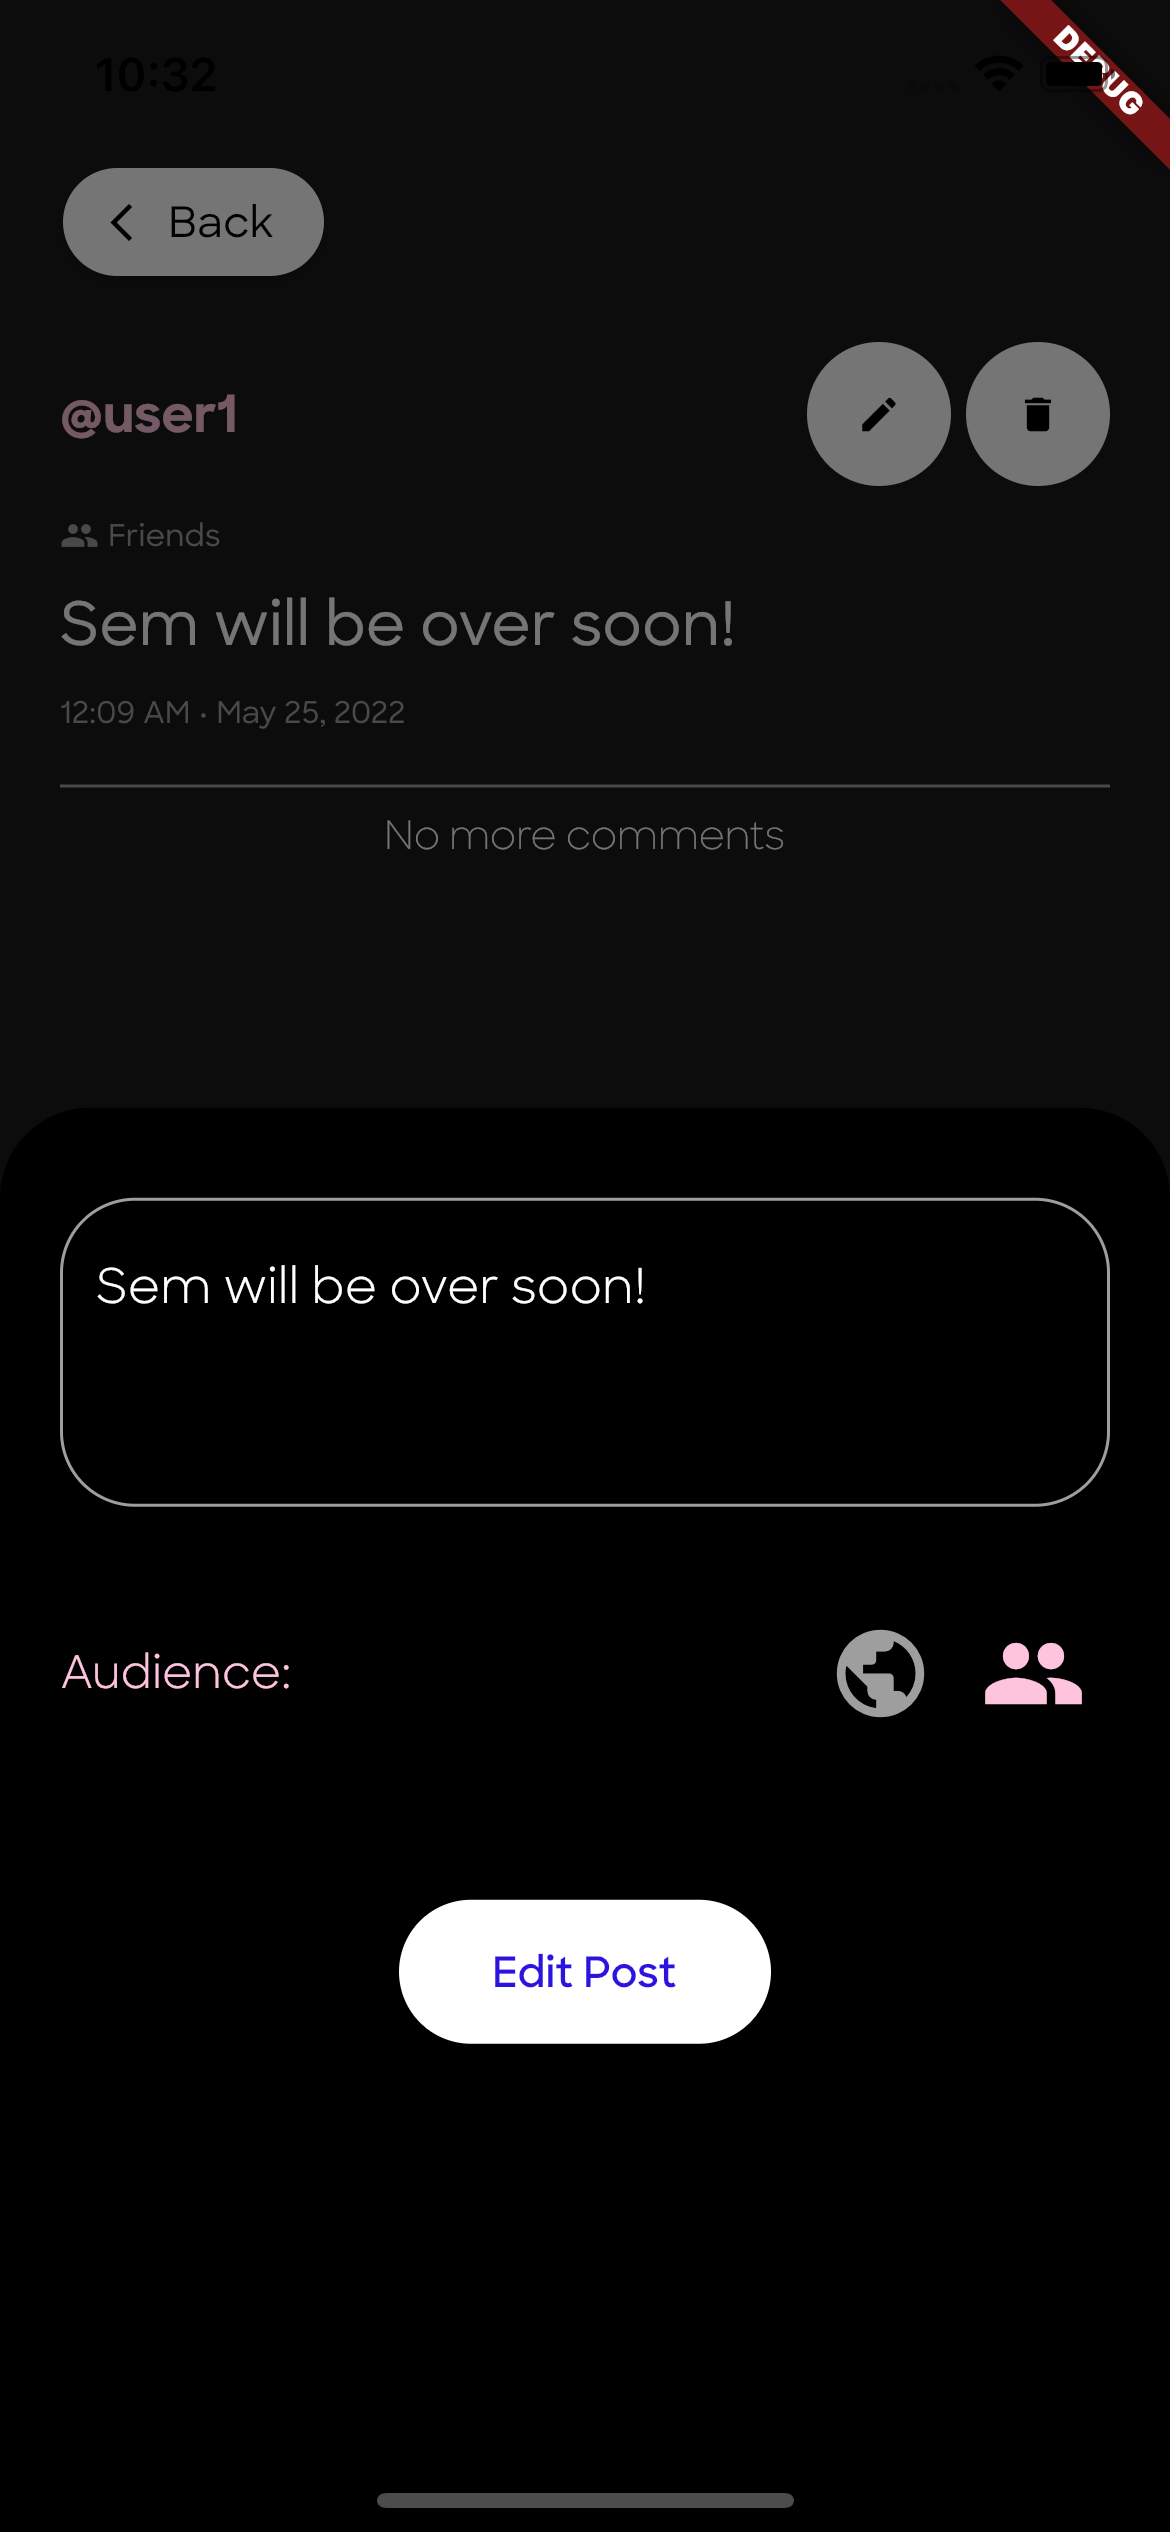 10:32
DEBUG
Back
@user1
Friends
Sem will be over soon!
12:09 AM · May 25, 2022
No more comments
Sem will be over soon!
Audience:
Edit Post